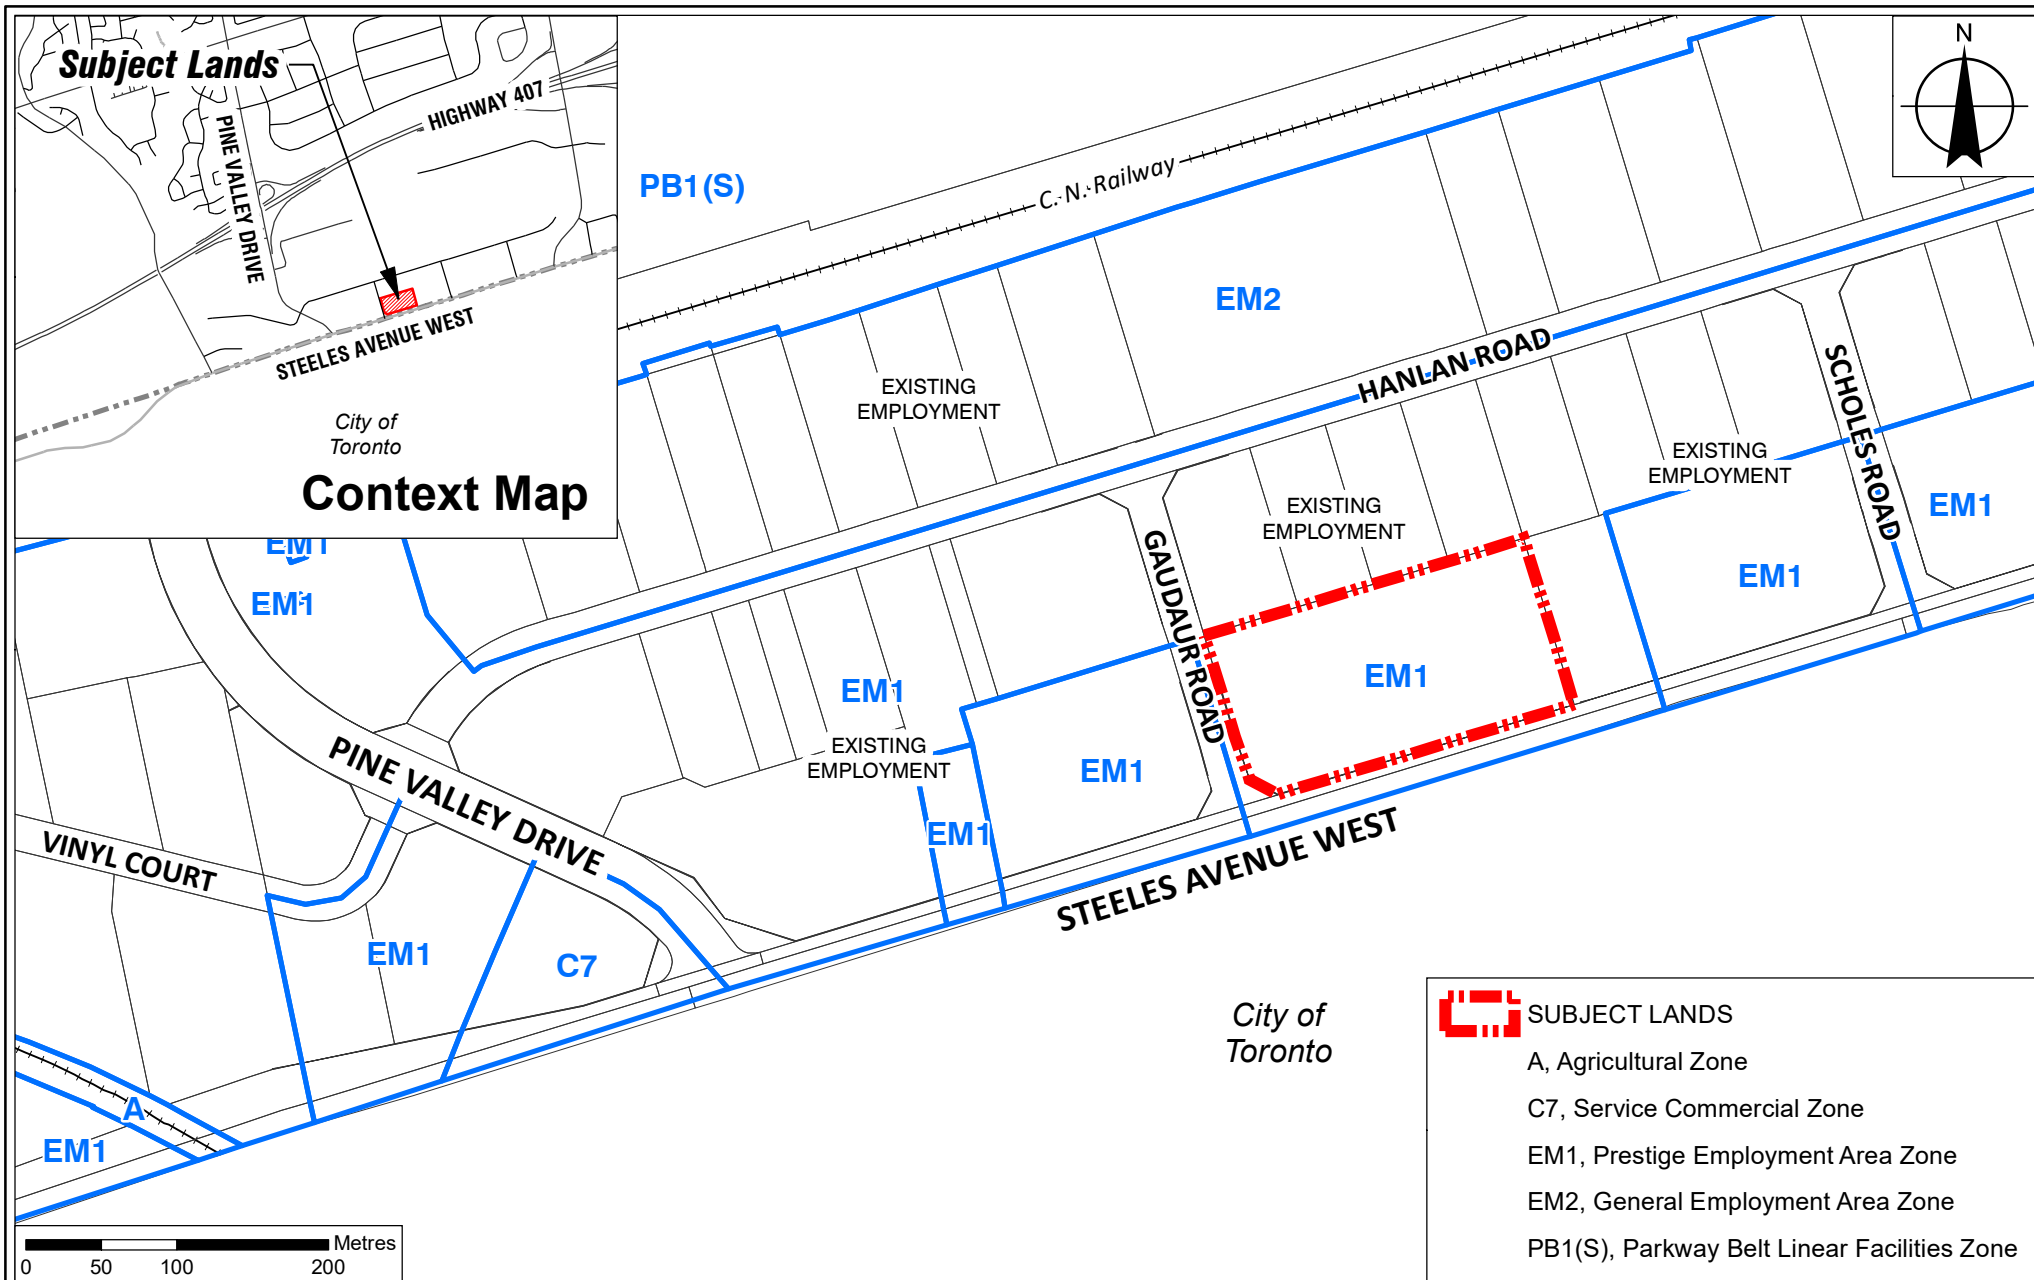 Subject Lands
HIGHWAY 407
PINE VALLEY DRIVE
STEELES AVENUE WEST
City of
Toronto
Context Map
N
PB1(S)
C. N. Railway
EM2
HANLAN ROAD
SCHOLES ROAD
EXISTING
EMPLOYMENT
EXISTING
EMPLOYMENT
EXISTING
EMPLOYMENT
EM1
EM1
EM1
GAUDAUR ROAD
EM1
EM1
EM1
EXISTING
EMPLOYMENT
EM1
EM1
PINE VALLEY DRIVE
VINYL COURT
STEELES AVENUE WEST
EM1
C7
A
EM1
City of
Toronto
SUBJECT LANDS
A, Agricultural Zone
C7, Service Commercial Zone
EM1, Prestige Employment Area Zone
EM2, General Employment Area Zone
PB1(S), Parkway Belt Linear Facilities Zone
Metres
0 50 100 200